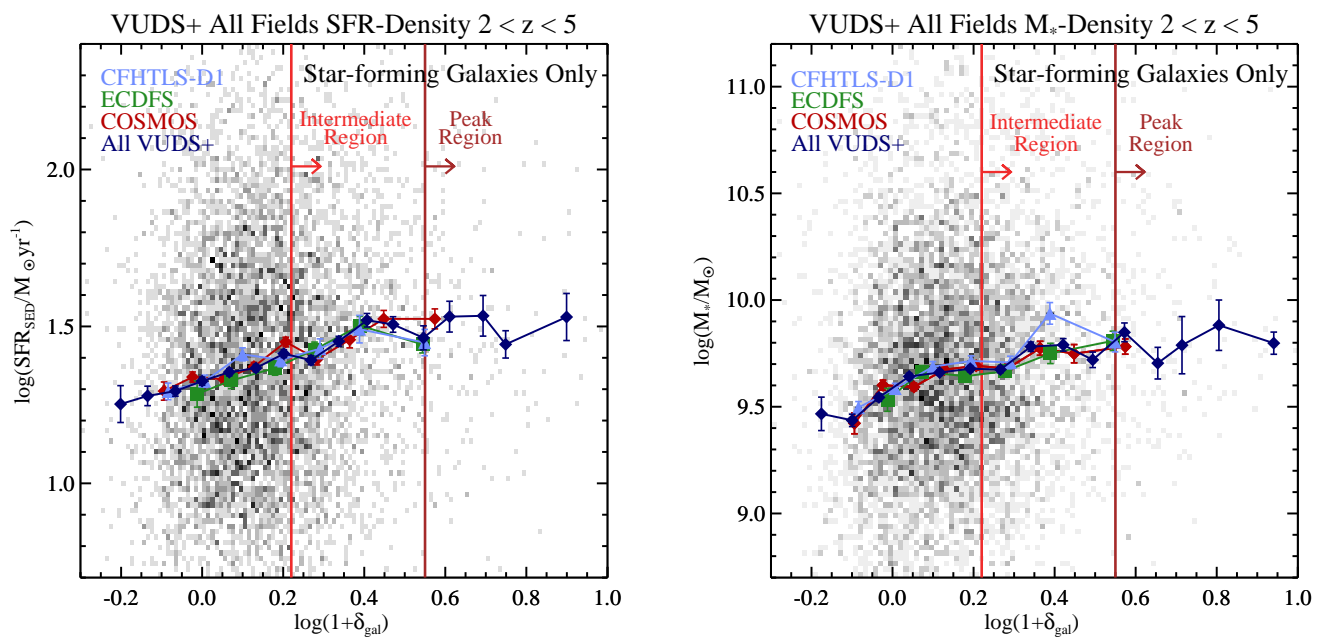 VUDS+ All Fields SFR-Density 2 < z < 5
CFHTLS-D1
ECDFS
COSMOS
All VUDS+
Star-forming Galaxies Only
Intermediate
Region
Peak
Region
log(SFR_SED/M_⊙yr⁻¹)
2.0
1.5
1.0
-0.2 0.0 0.2 0.4 0.6 0.8 1.0
log(1+δ_gal)
VUDS+ All Fields M_*-Density 2 < z < 5
CFHTLS-D1
ECDFS
COSMOS
All VUDS+
Star-forming Galaxies Only
Intermediate
Region
Peak
Region
log(M_*/M_⊙)
11.0
10.5
10.0
9.5
9.0
-0.2 0.0 0.2 0.4 0.6 0.8 1.0
log(1+δ_gal)